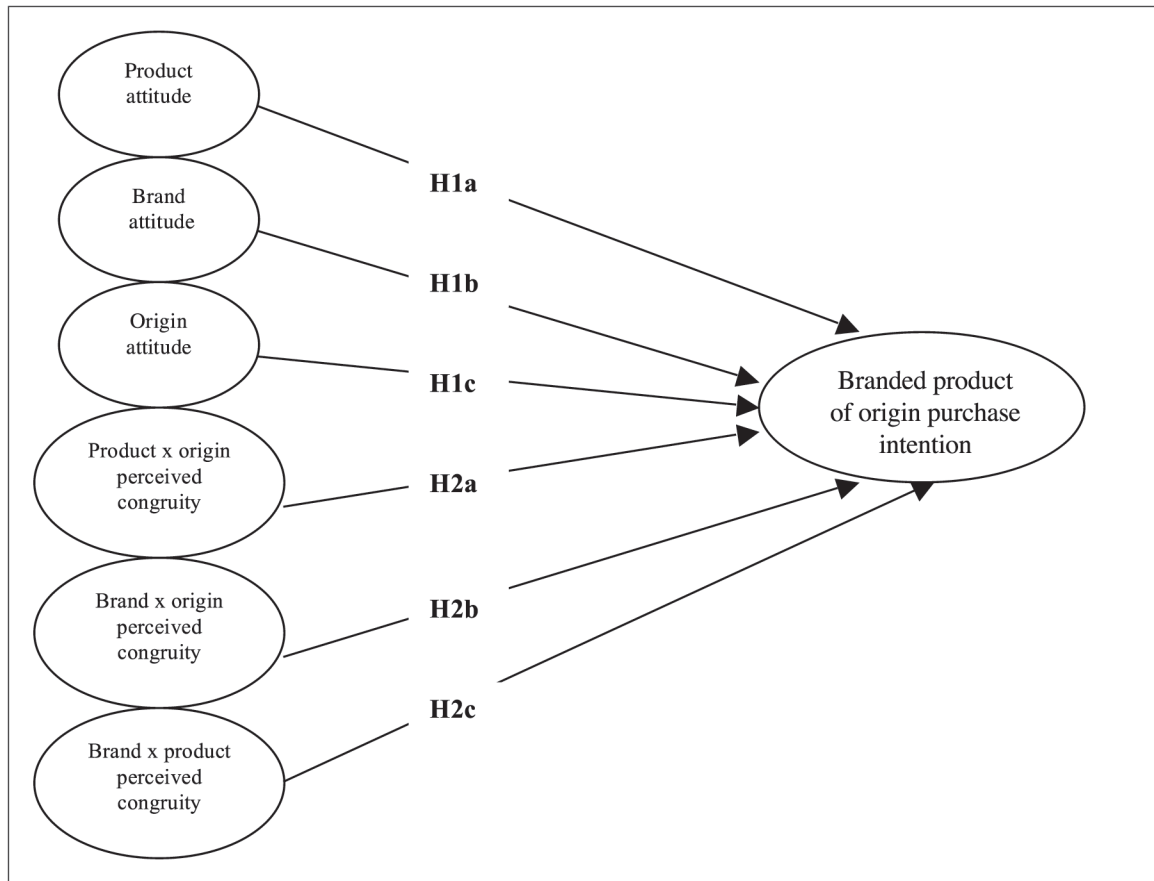 Product
attitude
H1a
Brand
attitude
H1b
Origin
attitude
H1c
Branded product
of origin purchase
intention
Product x origin
perceived
congruity
H2a
Brand x origin
perceived
congruity
H2b
Brand x product
perceived
congruity
H2c